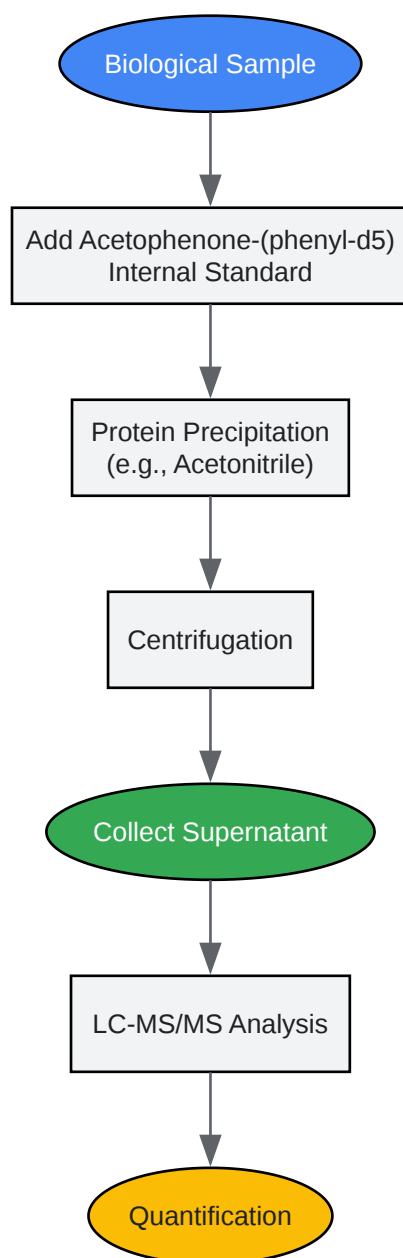 Biological Sample
Add Acetophenone-(phenyl-d5)
Internal Standard
Protein Precipitation
(e.g., Acetonitrile)
Centrifugation
Collect Supernatant
LC-MS/MS Analysis
Quantification